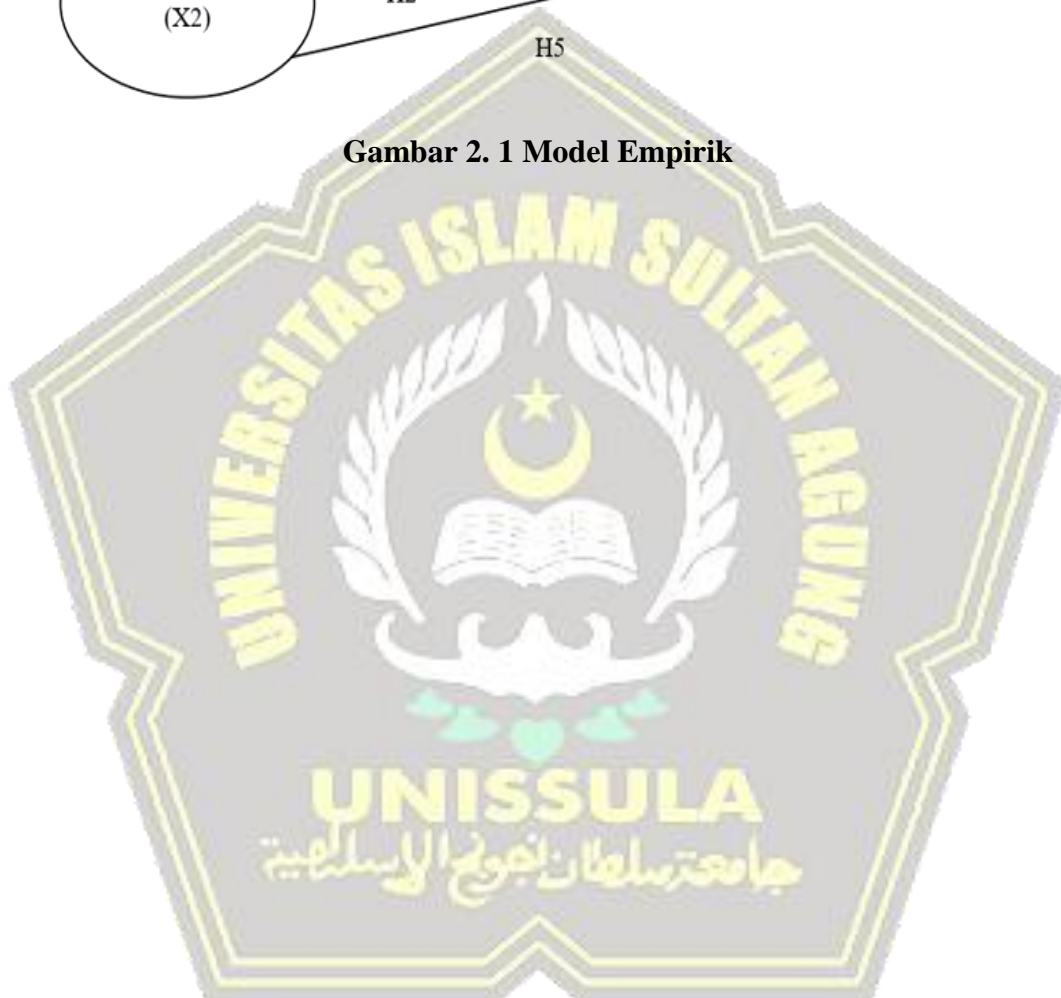 (X2)
H5
Gambar 2. 1 Model Empirik
UNIVERSITAS ISLAM SULTAN AGUNG
UNISSULA
جامعة سلطان أجونج الإسلامية